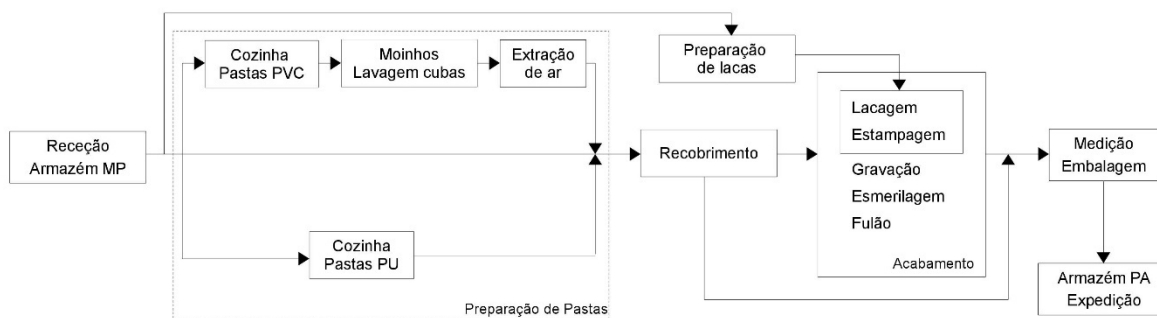 Receção
Armazém MP
Cozinha
Pastas PVC
Moinhos
Lavagem cubas
Extração
de ar
Cozinha
Pastas PU
Preparação de Pastas
Preparação
de lacas
Recobrimento
Lacagem
Estampagem
Gravação
Esmerilagem
Fulão
Acabamento
Medição
Embalagem
Armazém PA
Expedição